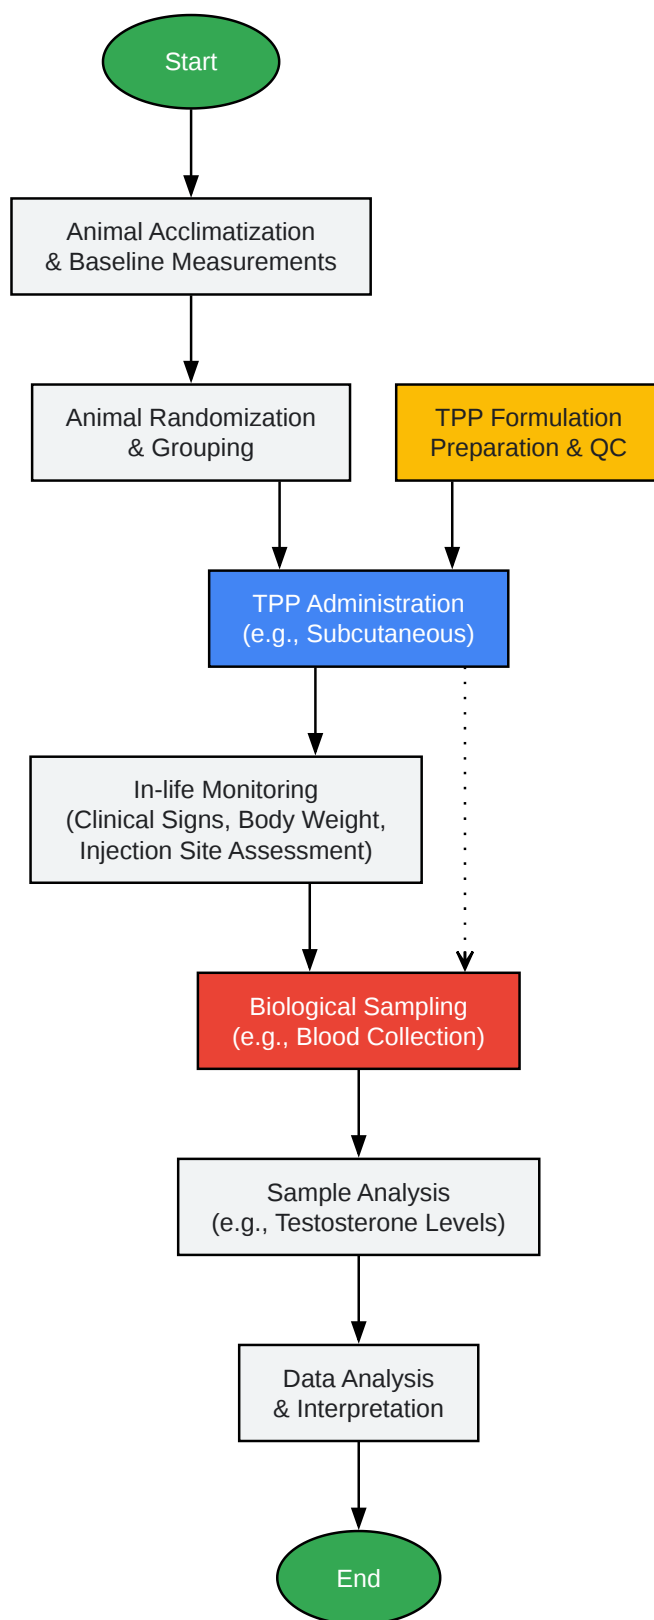 Start
Animal Acclimatization
& Baseline Measurements
Animal Randomization
& Grouping
TPP Formulation
Preparation & QC
TPP Administration
(e.g., Subcutaneous)
In-life Monitoring
(Clinical Signs, Body Weight,
Injection Site Assessment)
Biological Sampling
(e.g., Blood Collection)
Sample Analysis
(e.g., Testosterone Levels)
Data Analysis
& Interpretation
End